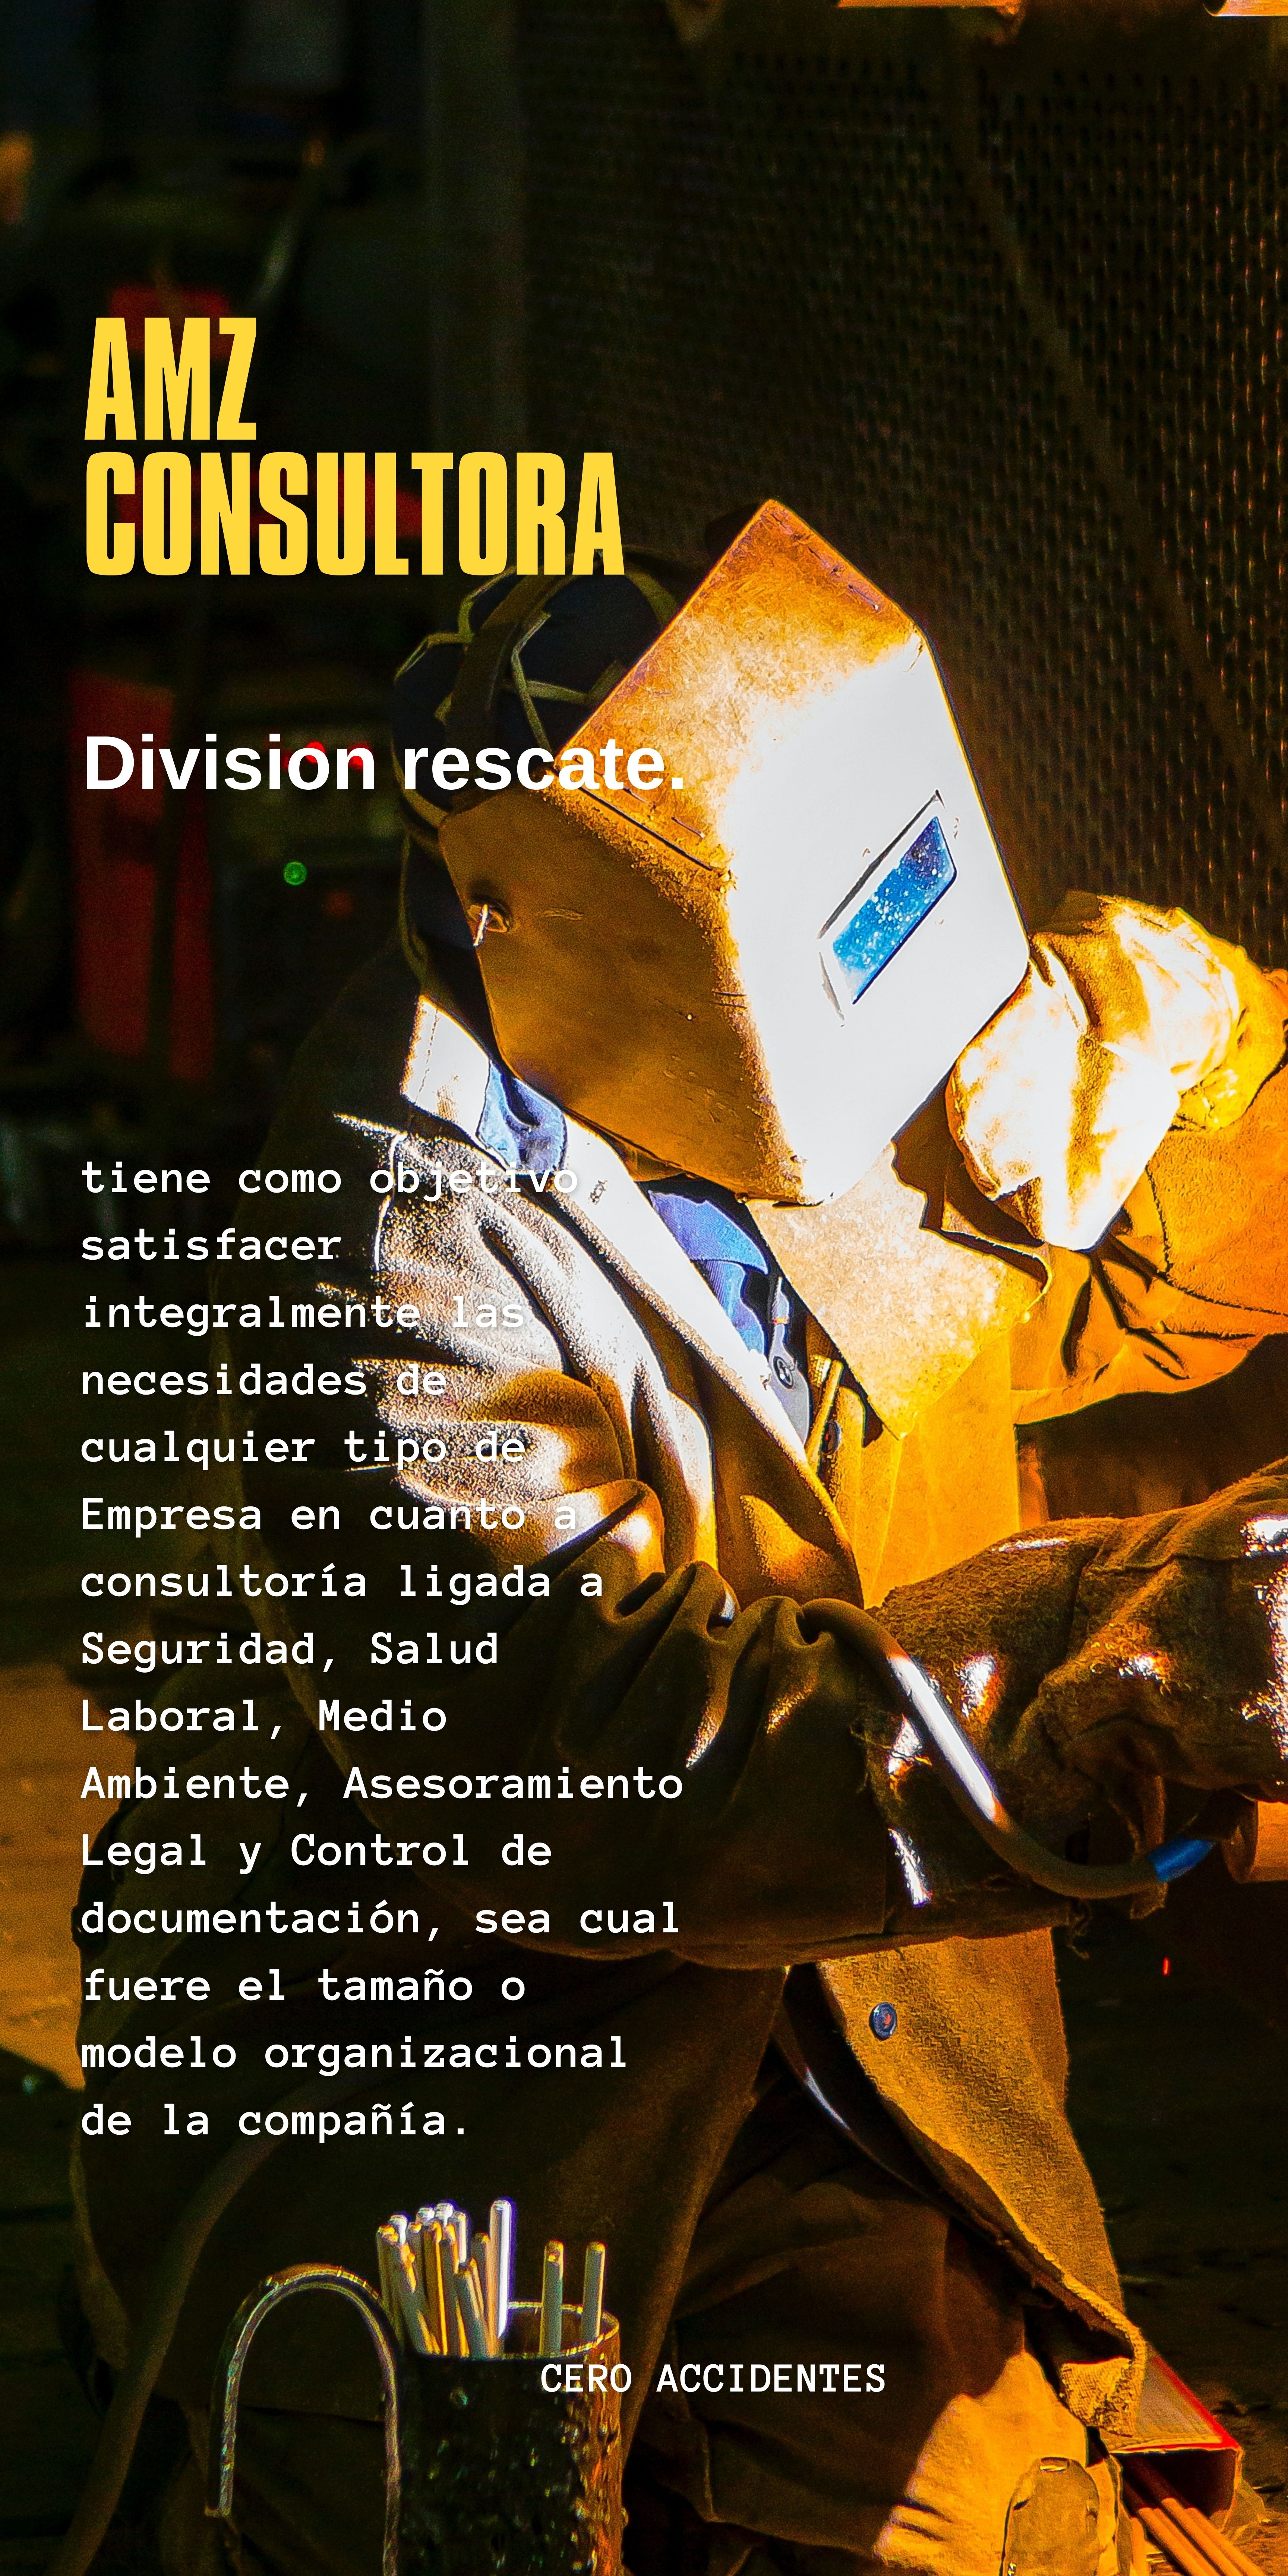 AMZ
CONSULTORA
Division rescate.
tiene como objetivo
satisfacer
integralmente las
necesidades de
cualquier tipo de
Empresa en cuanto a
consultoría ligada a
Seguridad, Salud
Laboral, Medio
Ambiente, Asesoramiento
Legal y Control de
documentación, sea cual
fuere el tamaño o
modelo organizacional
de la compañía.
CERO ACCIDENTES